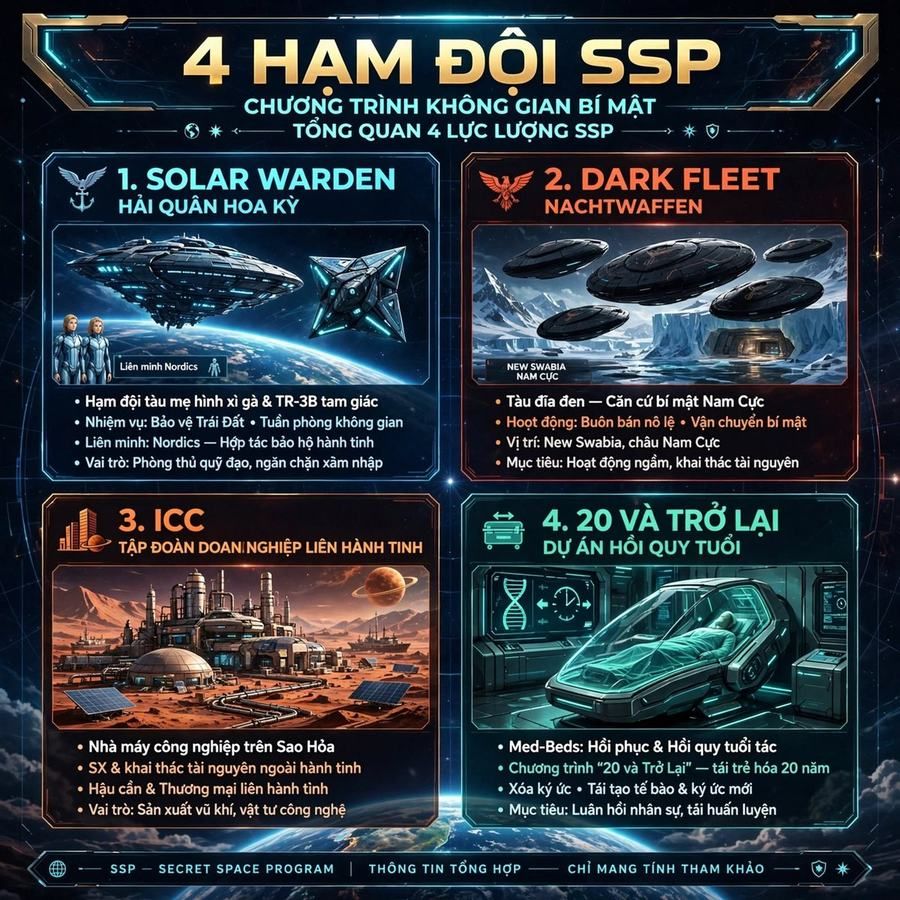 4 HẠM ĐỘI SSP
CHƯƠNG TRÌNH KHÔNG GIAN BÍ MẬT
TỔNG QUAN 4 LỰC LƯỢNG SSP
1. SOLAR WARDEN
HẢI QUÂN HOA KỲ
Liên minh Nordics
• Hạm đội tàu mẹ hình xì gà & TR-3B tam giác
• Nhiệm vụ: Bảo vệ Trái Đất • Tuần phòng không gian
• Liên minh: Nordics — Hợp tác bảo hộ hành tinh
• Vai trò: Phòng thủ quỹ đạo, ngăn chặn xâm nhập
2. DARK FLEET
NACHTWAFFEN
NEW SWABIA
NAM CỰC
• Tàu đĩa đen — Căn cứ bí mật Nam Cực
• Hoạt động: Buôn bán nô lệ • Vận chuyển bí mật
• Vị trí: New Swabia, châu Nam Cực
• Mục tiêu: Hoạt động ngầm, khai thác tài nguyên
3. ICC
TẬP ĐOÀN DOANH NGHIỆP LIÊN HÀNH TINH
• Nhà máy công nghiệp trên Sao Hỏa
• SX & khai thác tài nguyên ngoài hành tinh
• Hậu cần & Thương mại liên hành tinh
• Vai trò: Sản xuất vũ khí, vật tư công nghệ
4. 20 VÀ TRỞ LẠI
DỰ ÁN HỒI QUY TUỔI
• Med-Beds: Hồi phục & Hồi quy tuổi tác
• Chương trình “20 và Trở Lại” — tái trẻ hóa 20 năm
• Xóa ký ức • Tái tạo tế bào & ký ức mới
• Mục tiêu: Luân hồi nhân sự, tái huấn luyện
SSP — SECRET SPACE PROGRAM | THÔNG TIN TỔNG HỢP — CHỈ MANG TÍNH THAM KHẢO